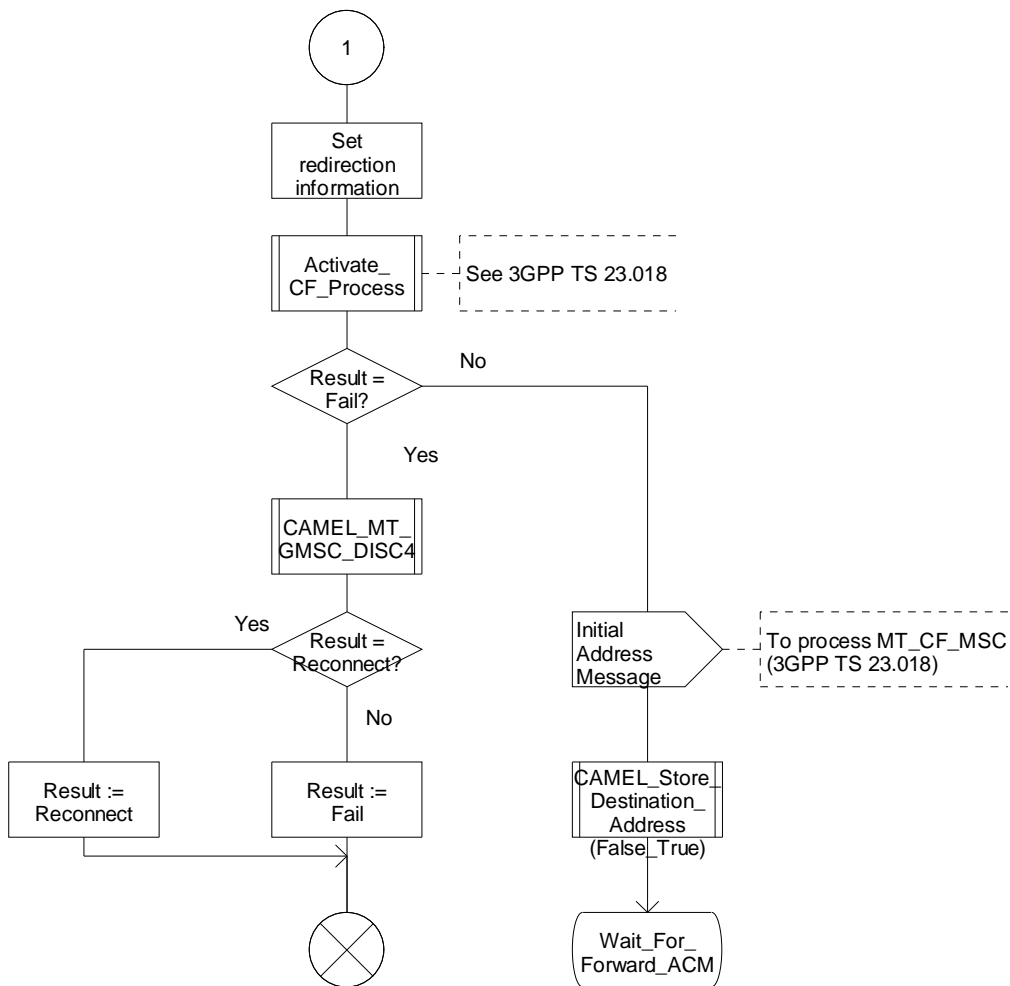 1
Set
redirection
information
Activate_
CF_Process
See 3GPP TS 23.018
Result =
Fail?
No
Yes
CAMEL_MT_
GMSC_DISC4
Yes
Result =
Reconnect?
No
Initial
Address
Message
To process MT_CF_MSC
(3GPP TS 23.018)
Result :=
Reconnect
Result :=
Fail
CAMEL_Store_
Destination_
Address
(False_True)
Wait_For_
Forward_ACM